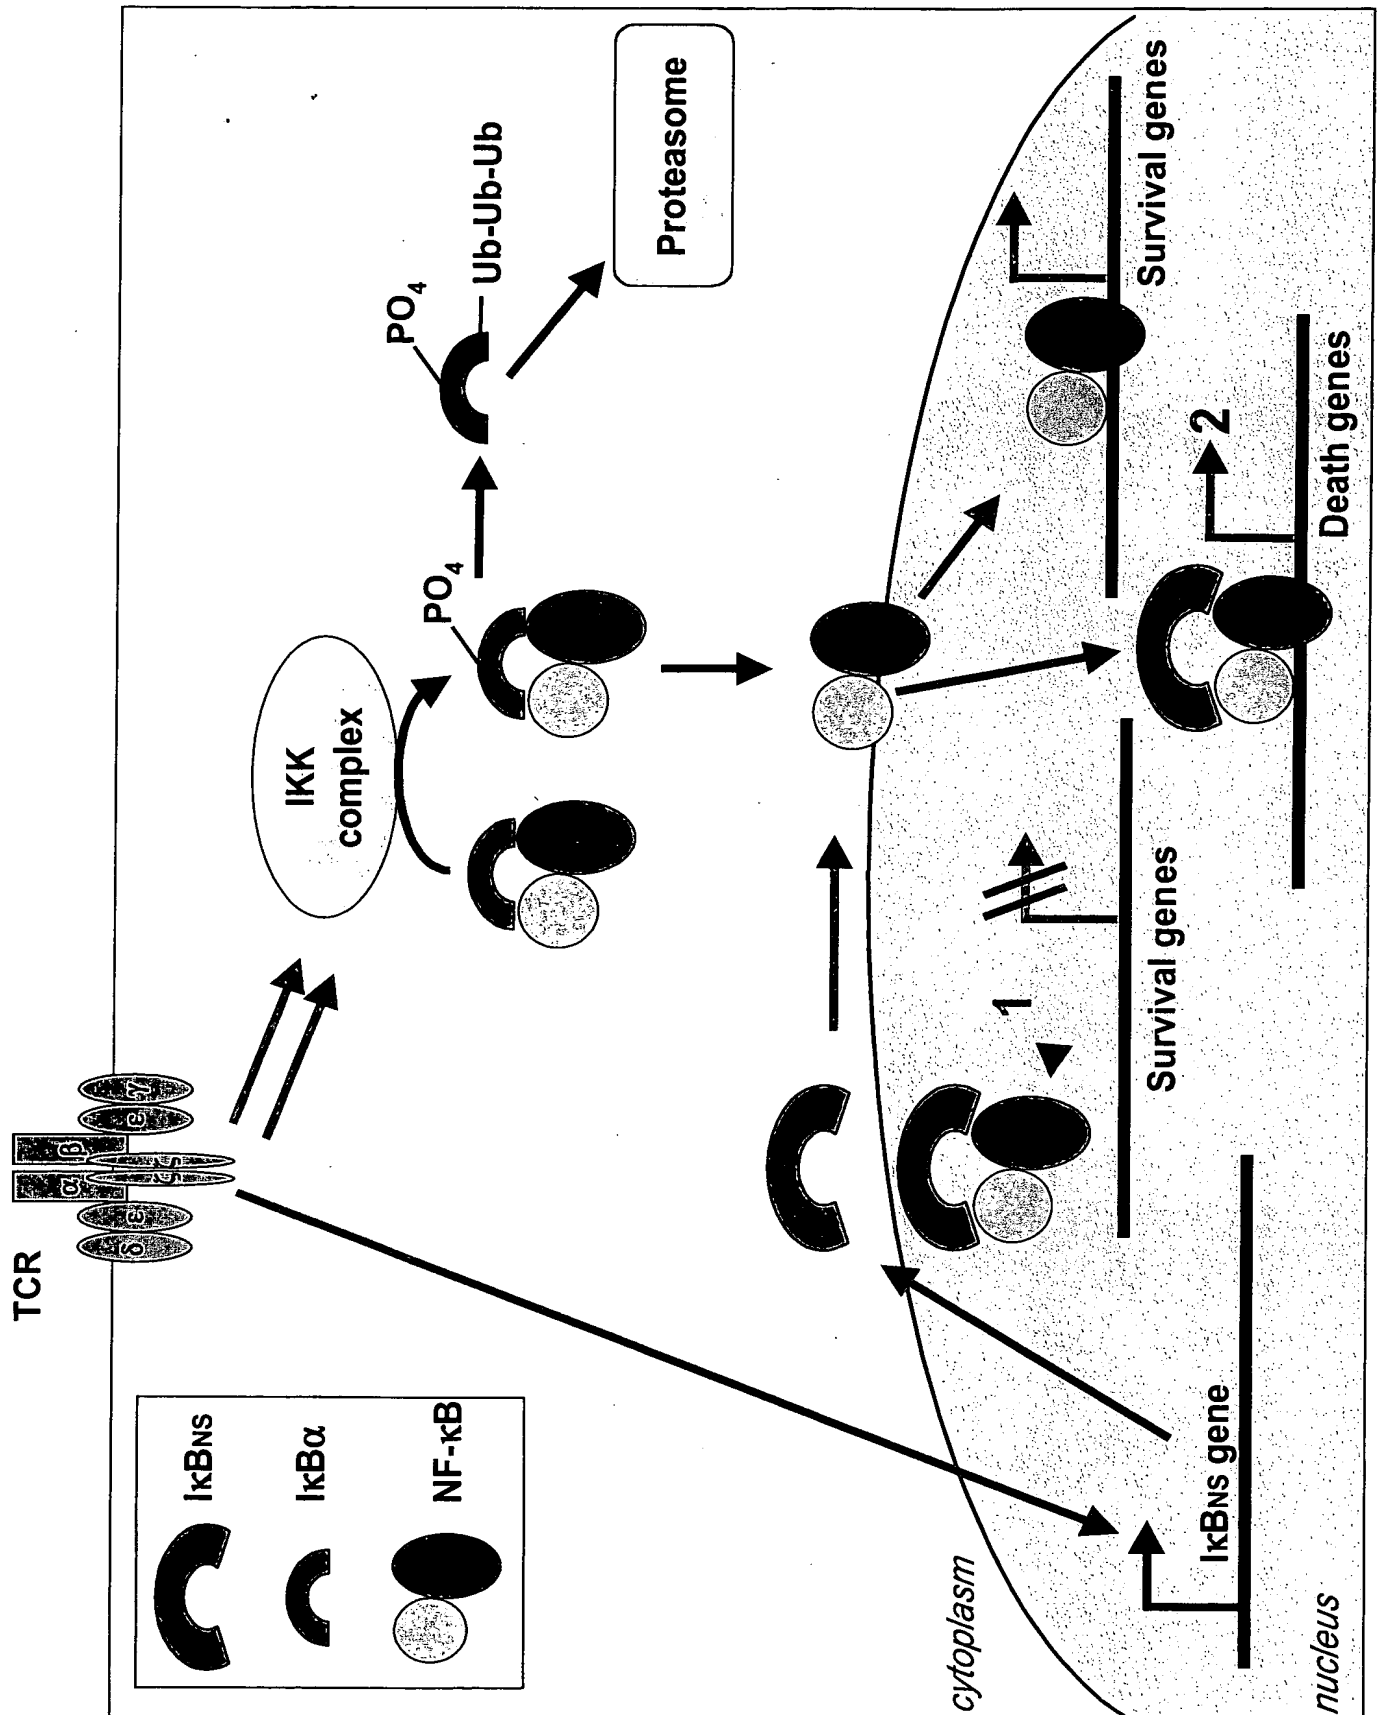 TCR
δ
ε
α
ζ
ζ
β
ε
γ
IκBNS
IκBα
NF-κB
IKK
complex
PO4
PO4
Ub-Ub-Ub
Proteasome
cytoplasm
nucleus
IκBNS gene
1
Survival genes
2
Death genes
Survival genes